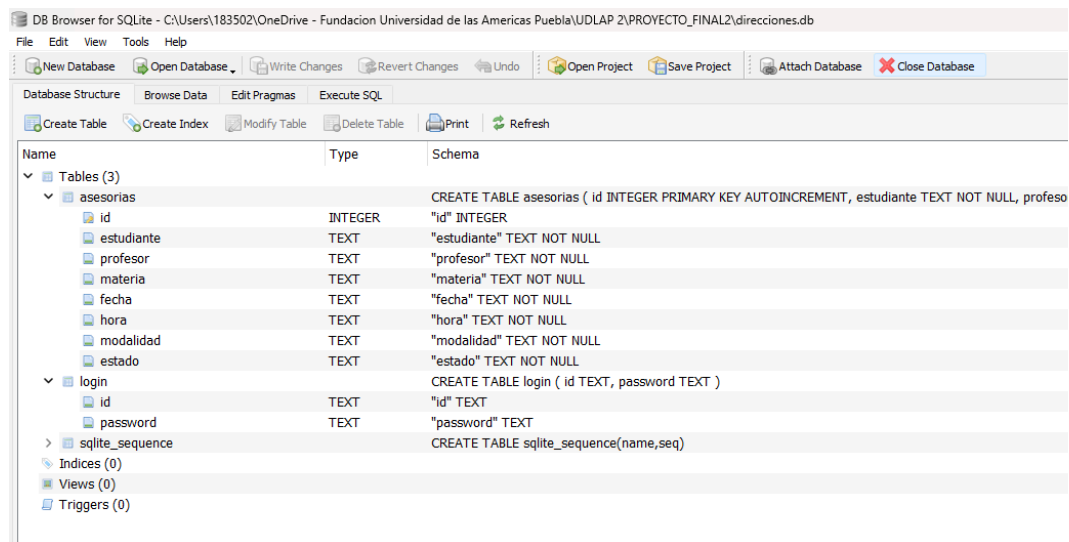 DB Browser for SQLite - C:\Users\183502\OneDrive - Fundacion Universidad de las Americas Puebla\UDLAP 2\PROYECTO_FINAL2\direcciones.db
File Edit View Tools Help
New Database Open Database Write Changes Revert Changes Undo Open Project Save Project Attach Database Close Database
Database Structure Browse Data Edit Pragmas Execute SQL
Create Table Create Index Modify Table Delete Table Print Refresh
Name Type Schema
Tables (3)
asesorias CREATE TABLE asesorias ( id INTEGER PRIMARY KEY AUTOINCREMENT, estudiante TEXT NOT NULL, profeso
id INTEGER "id" INTEGER
estudiante TEXT "estudiante" TEXT NOT NULL
profesor TEXT "profesor" TEXT NOT NULL
materia TEXT "materia" TEXT NOT NULL
fecha TEXT "fecha" TEXT NOT NULL
hora TEXT "hora" TEXT NOT NULL
modalidad TEXT "modalidad" TEXT NOT NULL
estado TEXT "estado" TEXT NOT NULL
login CREATE TABLE login ( id TEXT, password TEXT )
id TEXT "id" TEXT
password TEXT "password" TEXT
sqlite_sequence CREATE TABLE sqlite_sequence(name,seq)
Indices (0)
Views (0)
Triggers (0)